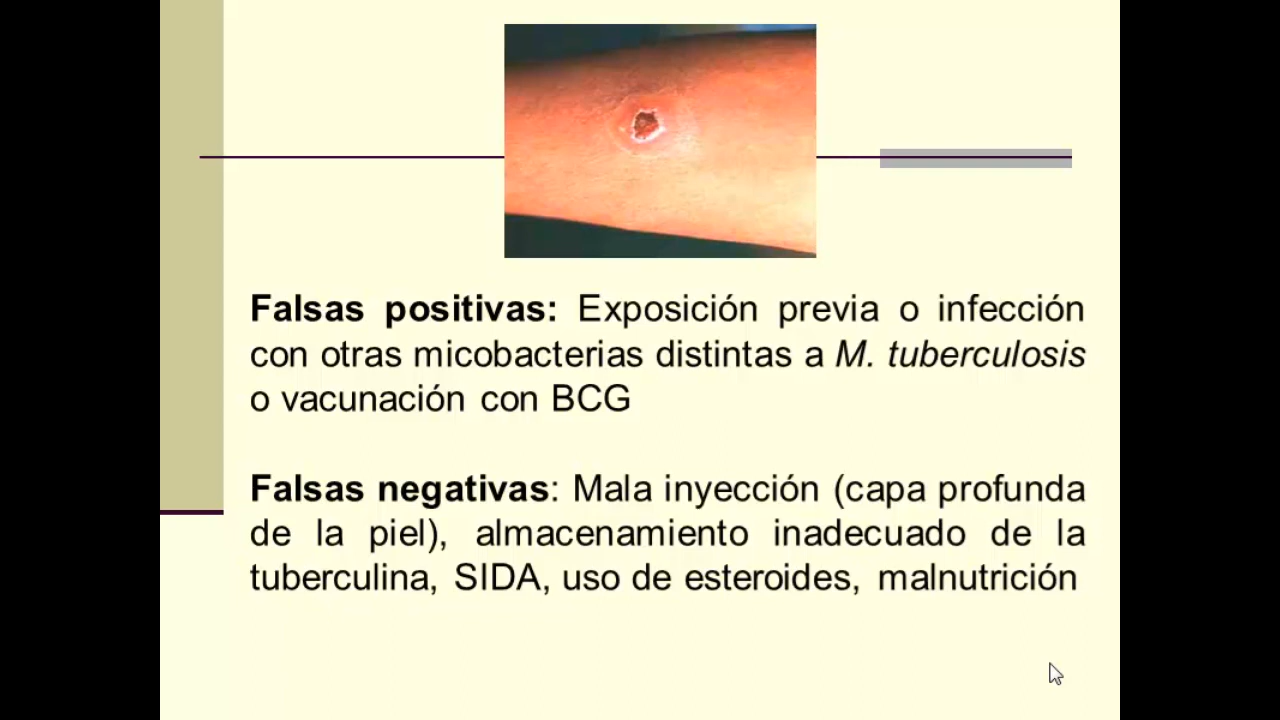 Falsas positivas: Exposición previa o infección
con otras micobacterias distintas a M. tuberculosis
o vacunación con BCG
Falsas negativas: Mala inyección (capa profunda
de la piel), almacenamiento inadecuado de la
tuberculina, SIDA, uso de esteroides, malnutrición